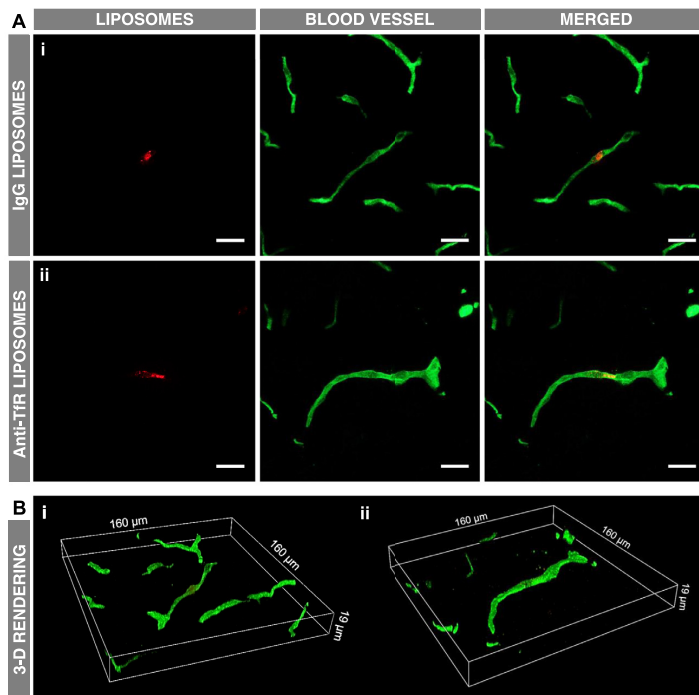 A
LIPOSOMES
BLOOD VESSEL
MERGED
IgG LIPOSOMES
i
Anti-TfR LIPOSOMES
ii
B
3-D RENDERING
i
160 µm
160 µm
19 µm
ii
160 µm
160 µm
19 µm